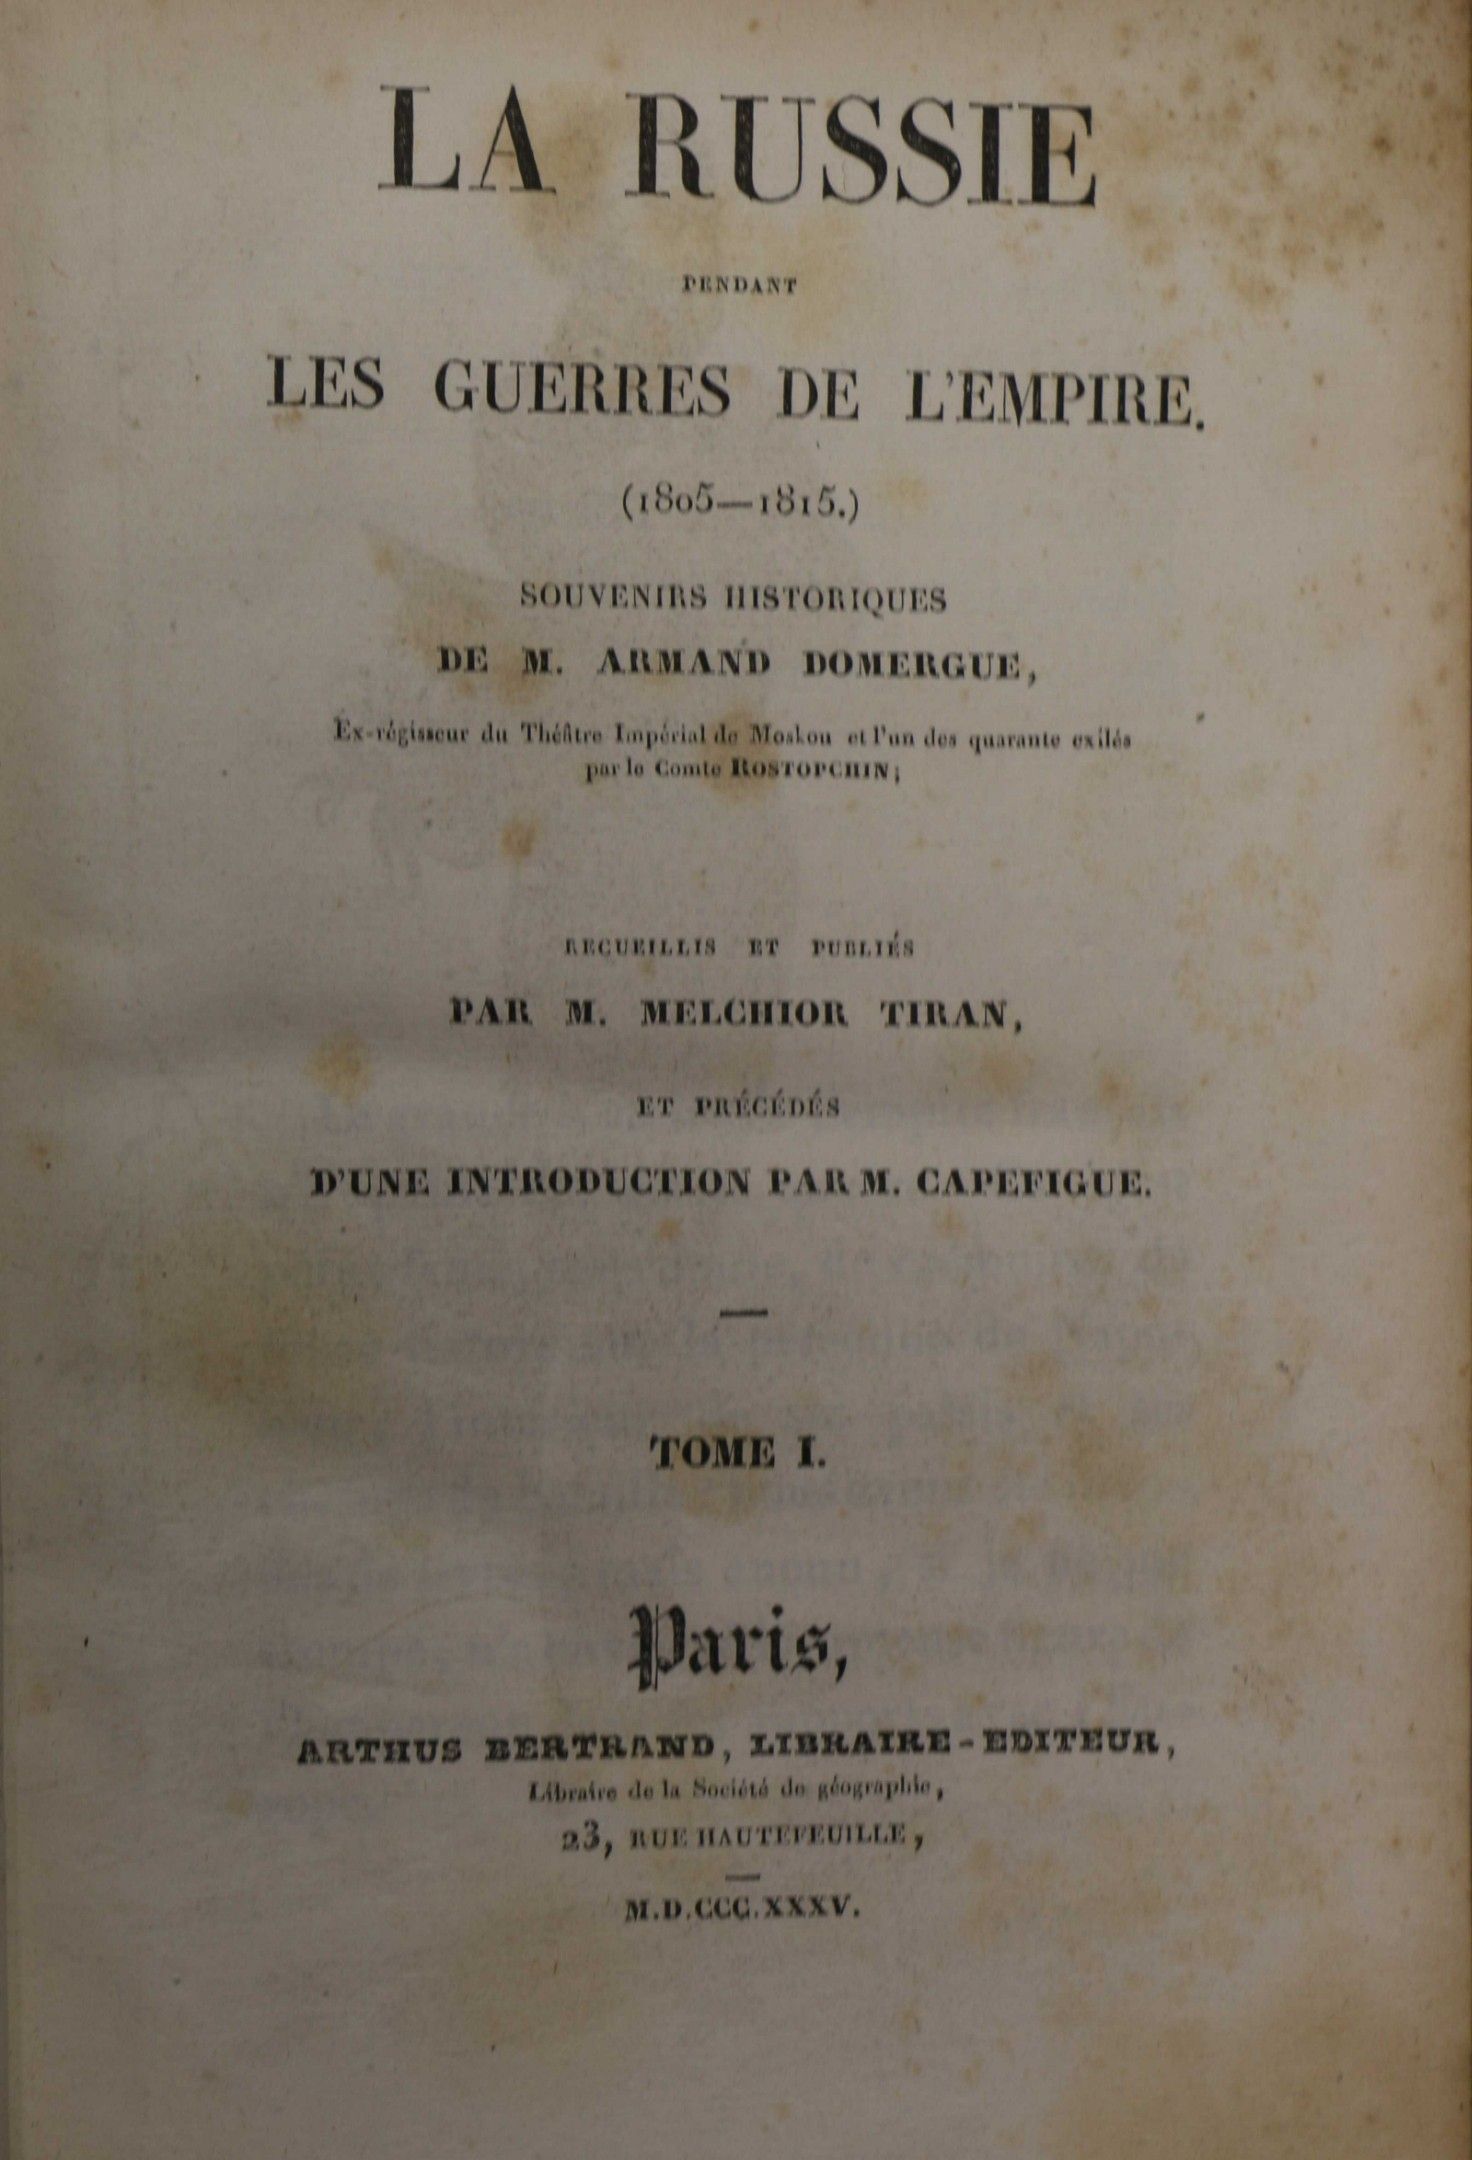 LA RUSSIE
PENDANT
LES GUERRES DE L'EMPIRE.
(1805—1815.)
SOUVENIRS HISTORIQUES
DE M. ARMAND DOMERGUE,
Ex-régisseur du Théâtre Impérial de Moskou et l'un des quarante exilés
par le Comte ROSTOPCHIN;
RECUEILLIS ET PUBLIÉS
PAR M. MELCHIOR TIRAN,
ET PRÉCÉDÉS
D'UNE INTRODUCTION PAR M. CAPEFIGUE.
TOME I.
Paris,
ARTHUS BERTRAND, LIBRAIRE-EDITEUR,
Libraire de la Société de géographie,
23, RUE HAUTEFEUILLE,
M.D.CCC.XXXV.